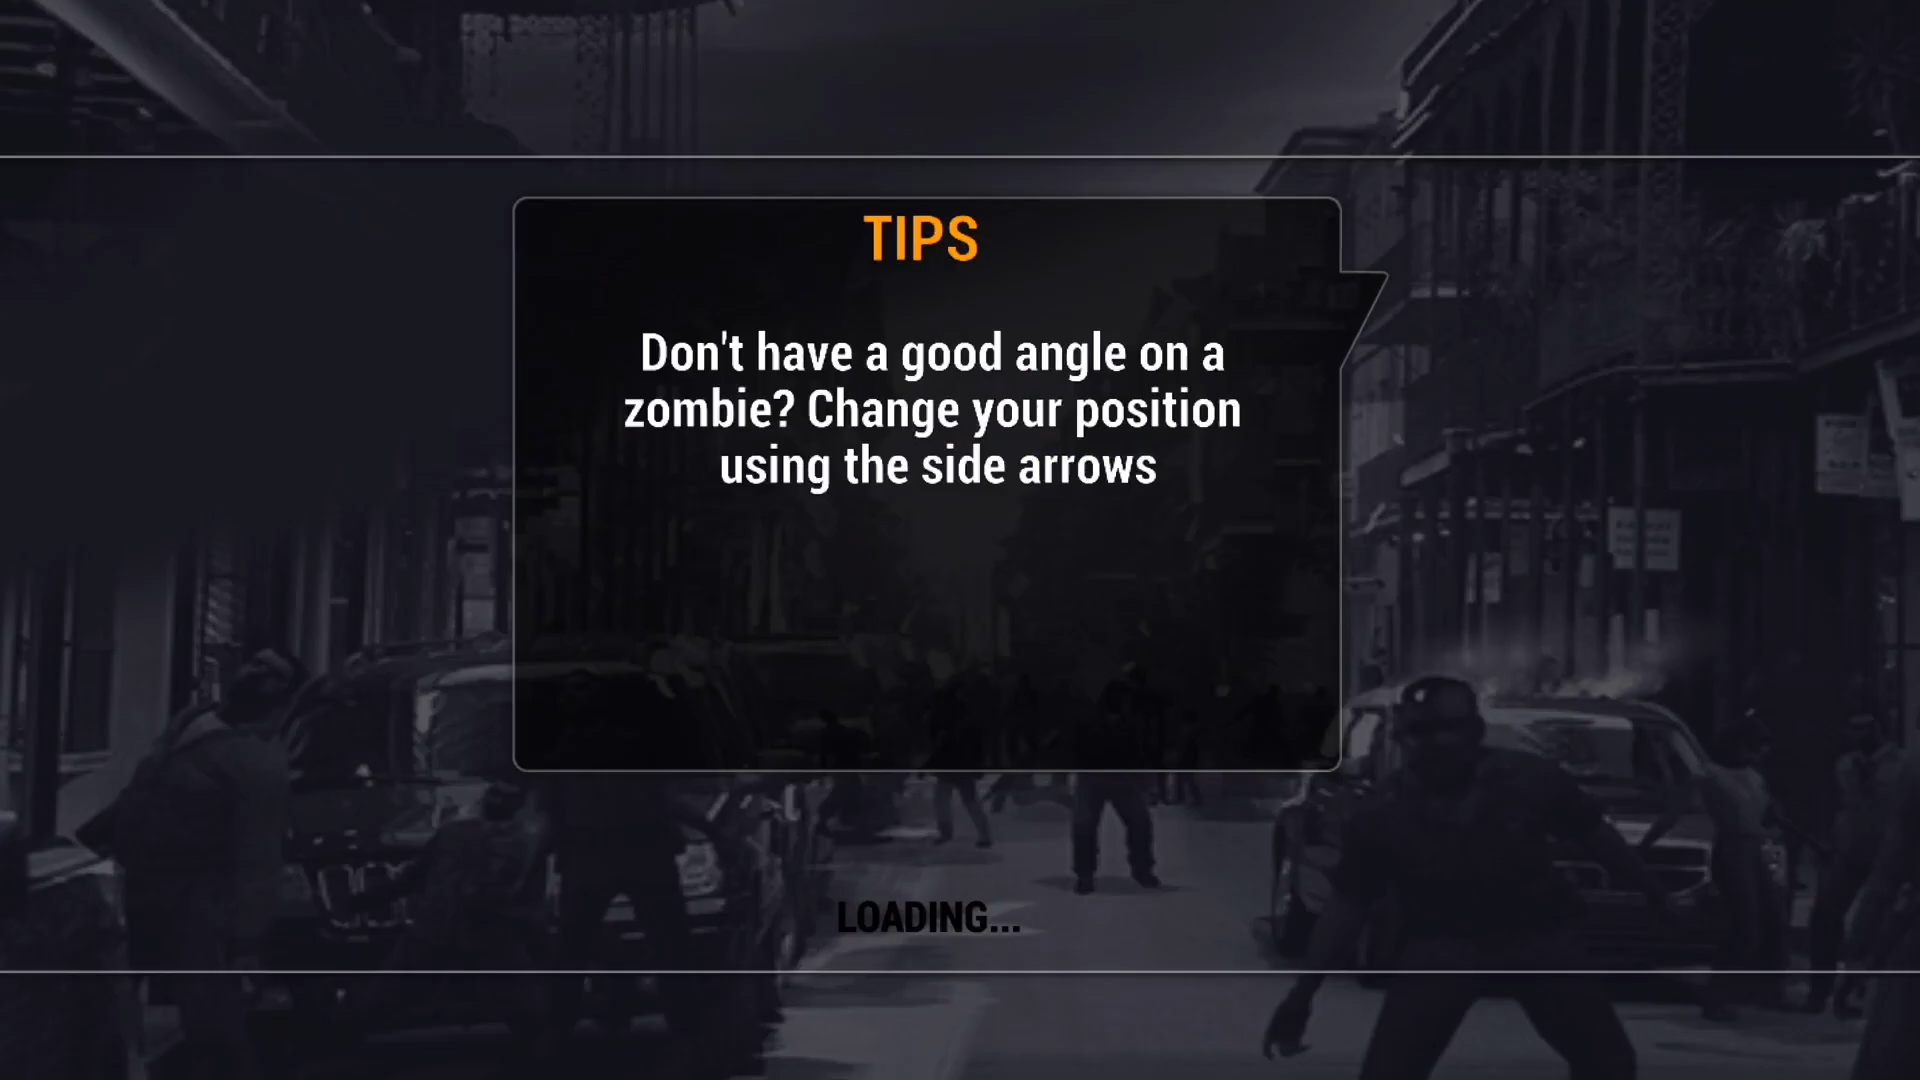 TIPS
Don't have a good angle on a
zombie? Change your position
using the side arrows
LOADING...